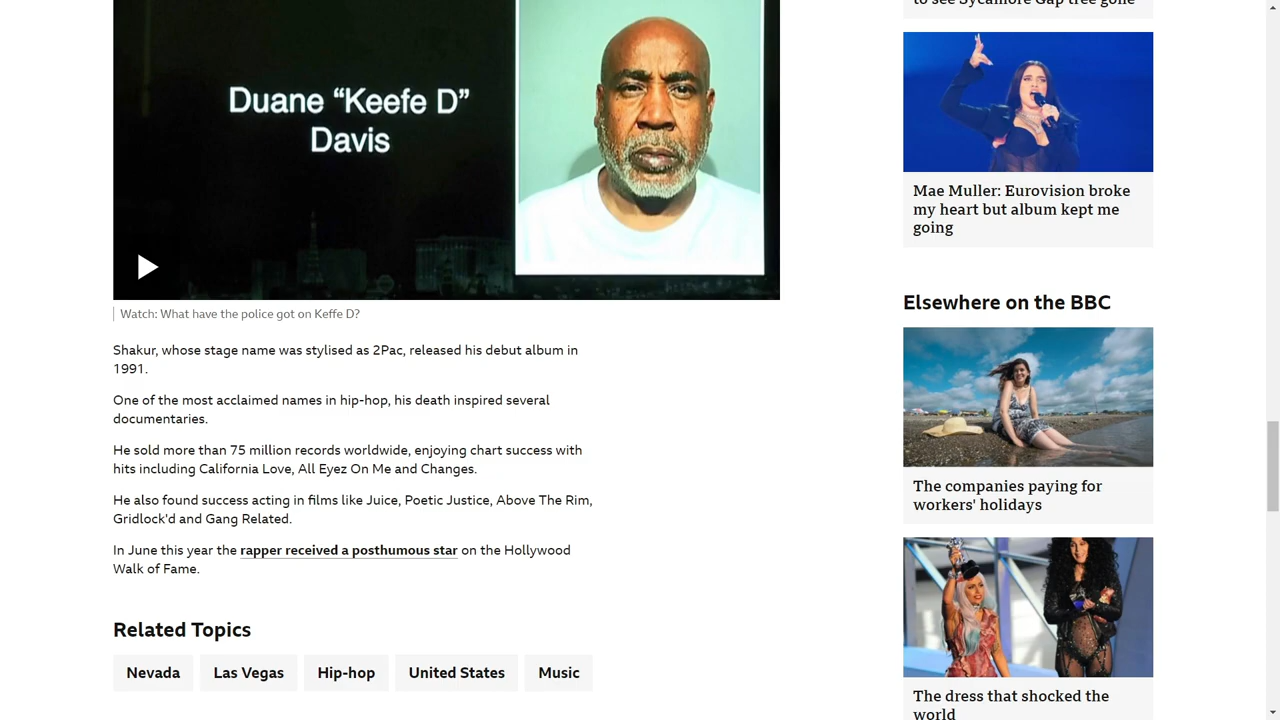 Duane “Keefe D”
Davis
Watch: What have the police got on Keffe D?
Shakur, whose stage name was stylised as 2Pac, released his debut album in
1991.
One of the most acclaimed names in hip-hop, his death inspired several
documentaries.
He sold more than 75 million records worldwide, enjoying chart success with
hits including California Love, All Eyez On Me and Changes.
He also found success acting in films like Juice, Poetic Justice, Above The Rim,
Gridlock'd and Gang Related.
In June this year the rapper received a posthumous star on the Hollywood
Walk of Fame.
Related Topics
Nevada
Las Vegas
Hip-hop
United States
Music
to see Sycamore Gap tree gone
Mae Muller: Eurovision broke
my heart but album kept me
going
Elsewhere on the BBC
The companies paying for
workers' holidays
The dress that shocked the
world